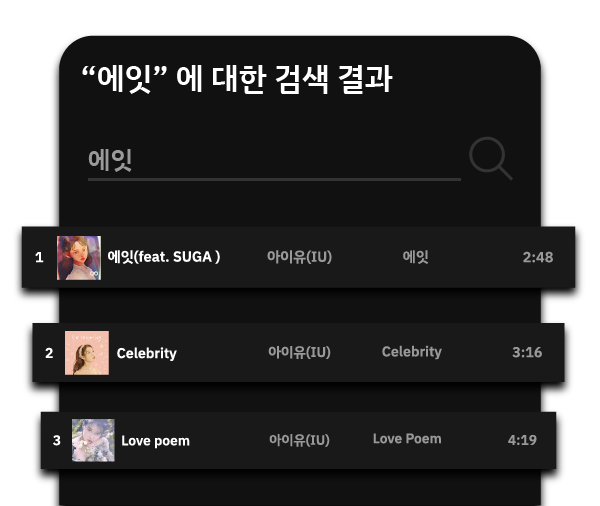 “에잇” 에 대한 검색 결과
에잇
1 에잇(feat. SUGA ) 아이유(IU) 에잇 2:48
2 Celebrity 아이유(IU) Celebrity 3:16
3 Love poem 아이유(IU) Love Poem 4:19